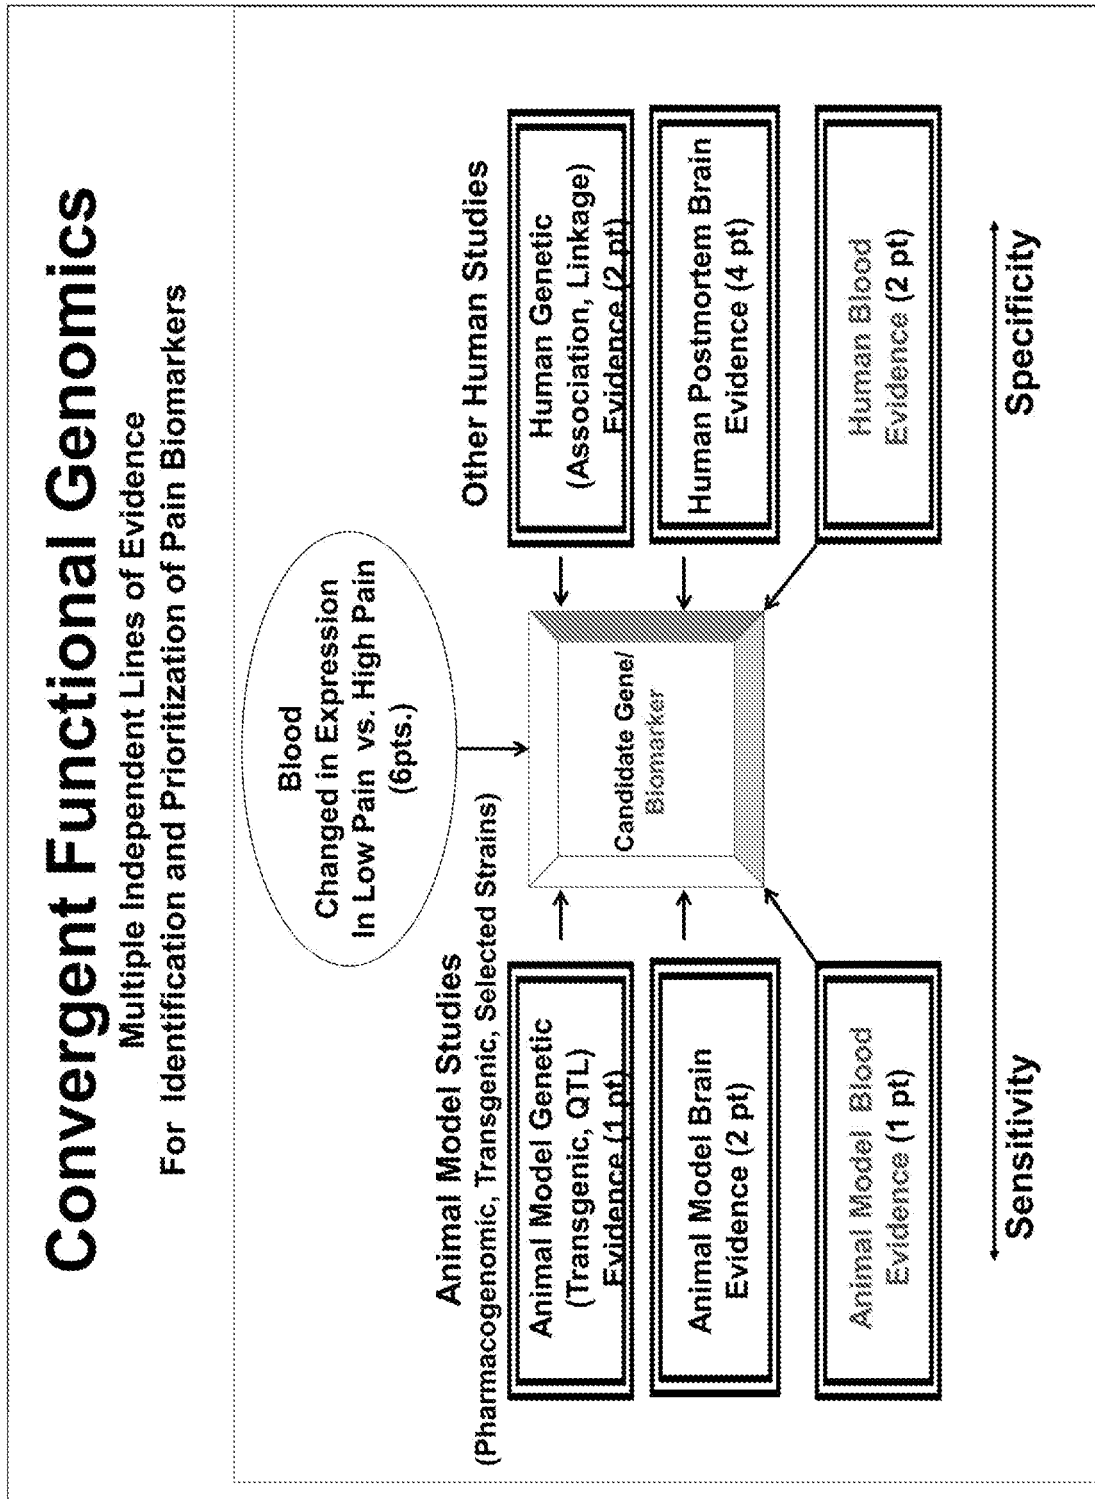 Convergent Functional Genomics
Multiple Independent Lines of Evidence
For Identification and Prioritization of Pain Biomarkers
Blood
Changed in Expression
In Low Pain vs. High Pain
(6pts.)
Animal Model Studies
(Pharmacogenomic, Transgenic, Selected Strains)
Animal Model Genetic
(Transgenic, QTL)
Evidence (1 pt)
Animal Model Brain
Evidence (2 pt)
Animal Model Blood
Evidence (1 pt)
Candidate Gene/
Biomarker
Other Human Studies
Human Genetic
(Association, Linkage)
Evidence (2 pt)
Human Postmortem Brain
Evidence (4 pt)
Human Blood
Evidence (2 pt)
Sensitivity
Specificity